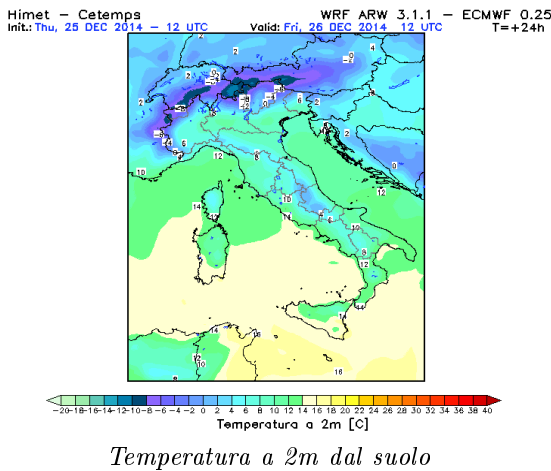 Himet – Cetemps WRF ARW 3.1.1 – ECMWF 0.25
Init.: Thu, 25 DEC 2014 – 12 UTC Valid: Fri, 26 DEC 2014 12 UTC T=+24h
-20 -18 -16 -14 -12 -10 -8 -6 -4 -2 0 2 4 6 8 10 12 14 16 18 20 22 24 26 28 30 32 34 36 38 40
Temperatura a 2m [C]
Temperatura a 2m dal suolo